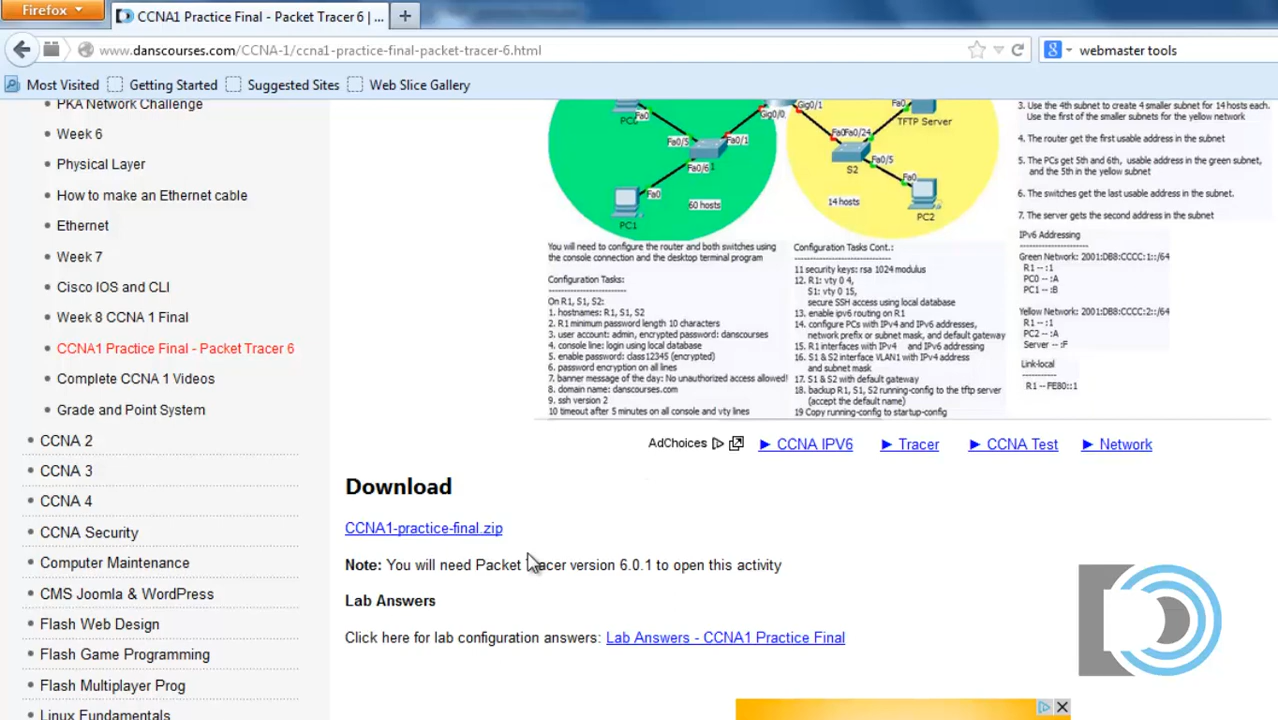 Firefox
CCNA1 Practice Final - Packet Tracer 6 | ...
www.danscourses.com/CCNA-1/ccna1-practice-final-packet-tracer-6.html
webmaster tools
Most Visited
Getting Started
Suggested Sites
Web Slice Gallery
PKA Network Challenge
Week 6
Physical Layer
How to make an Ethernet cable
Ethernet
Week 7
Cisco IOS and CLI
Week 8 CCNA 1 Final
CCNA1 Practice Final - Packet Tracer 6
Complete CCNA 1 Videos
Grade and Point System
CCNA 2
CCNA 3
CCNA 4
CCNA Security
Computer Maintenance
CMS Joomla & WordPress
Flash Web Design
Flash Game Programming
Flash Multiplayer Prog
Linux Fundamentals
Fa0
Fa0/5
Fa0/1
Fa0/6
Fa0
PC1
60 hosts
Gig0/0
Gig0/1
Fa0/24
Fa0
TFTP Server
S2
Fa0/5
Fa0
14 hosts
PC2
3. Use the 4th subnet to create 4 smaller subnet for 14 hosts each.
Use the first of the smaller subnets for the yellow network
4. The router get the first usable address in the subnet
5. The PCs get 5th and 6th, usable address in the green subnet,
and the 5th in the yellow subnet
6. The switches get the last usable address in the subnet.
7. The server gets the second address in the subnet
IPv6 Addressing
Green Network: 2001:DB8:CCCC:1::/64
R1 -- :1
PC0 -- :A
PC1 -- :B
Yellow Network: 2001:DB8:CCCC:2::/64
R1 -- :1
PC2 -- :A
Server -- :F
Link-local
R1 -- FE80::1
You will need to configure the router and both switches using
the console connection and the desktop terminal program
Configuration Tasks:
On R1, S1, S2:
1. hostnames: R1, S1, S2
2. R1 minimum password length 10 characters
3. user account: admin, encrypted password: danscourses
4. console line: login using local database
5. enable password: class12345 (encrypted)
6. password encryption on all lines
7. banner message of the day: No unauthorized access allowed!
8. domain name: danscourses.com
9. ssh version 2
10 timeout after 5 minutes on all console and vty lines
Configuration Tasks Cont.:
11 security keys: rsa 1024 modulus
12. R1: vty 0 4,
S1: vty 0 15,
secure SSH access using local database
13. enable ipv6 routing on R1
14. configure PCs with IPv4 and IPv6 addresses,
network prefix or subnet mask, and default gateway
15. R1 interfaces with IPv4 and IPv6 addressing
16. S1 & S2 interface VLAN1 with IPv4 address
and subnet mask
17. S1 & S2 with default gateway
18. backup R1, S1, S2 running-config to the tftp server
(accept the default name)
19 Copy running-config to startup-config
AdChoices
CCNA IPV6
Tracer
CCNA Test
Network
Download
CCNA1-practice-final.zip
Note: You will need Packet Tracer version 6.0.1 to open this activity
Lab Answers
Click here for lab configuration answers: Lab Answers - CCNA1 Practice Final